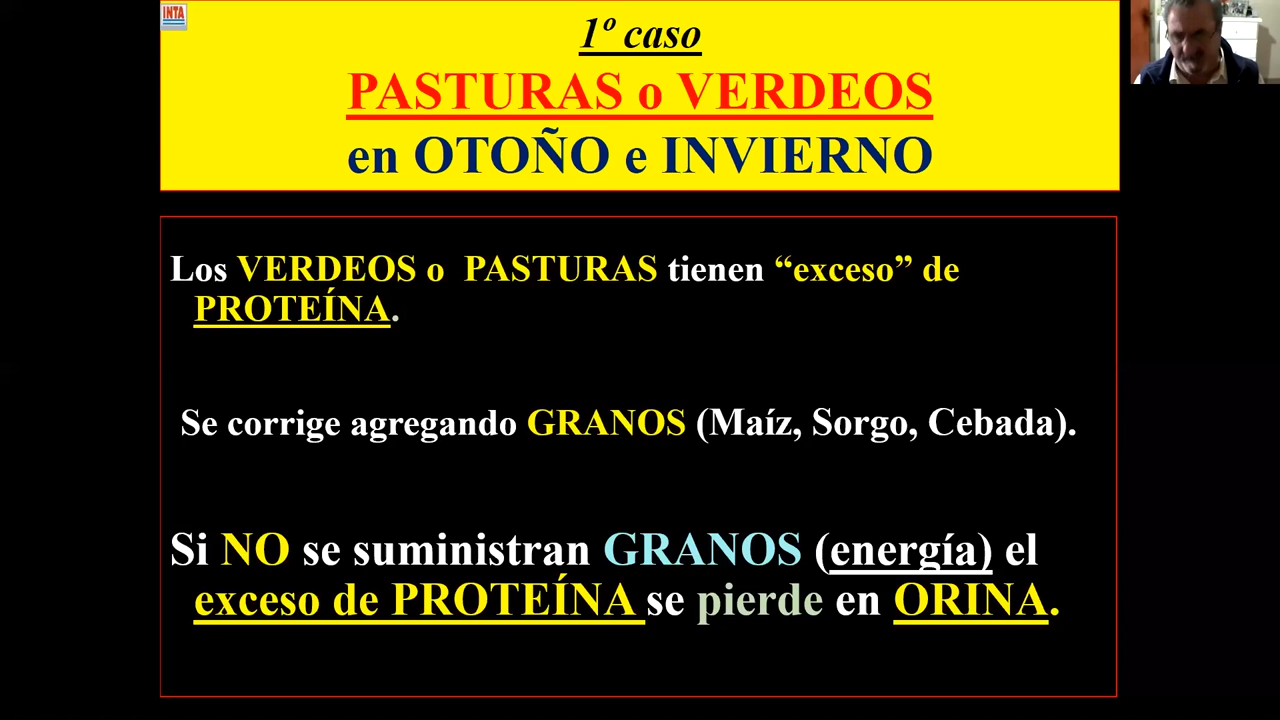 INTA
1º caso
PASTURAS o VERDEOS
en OTOÑO e INVIERNO
Los VERDEOS o PASTURAS tienen “exceso” de
PROTEÍNA.
Se corrige agregando GRANOS (Maíz, Sorgo, Cebada).
Si NO se suministran GRANOS (energía) el
exceso de PROTEÍNA se pierde en ORINA.